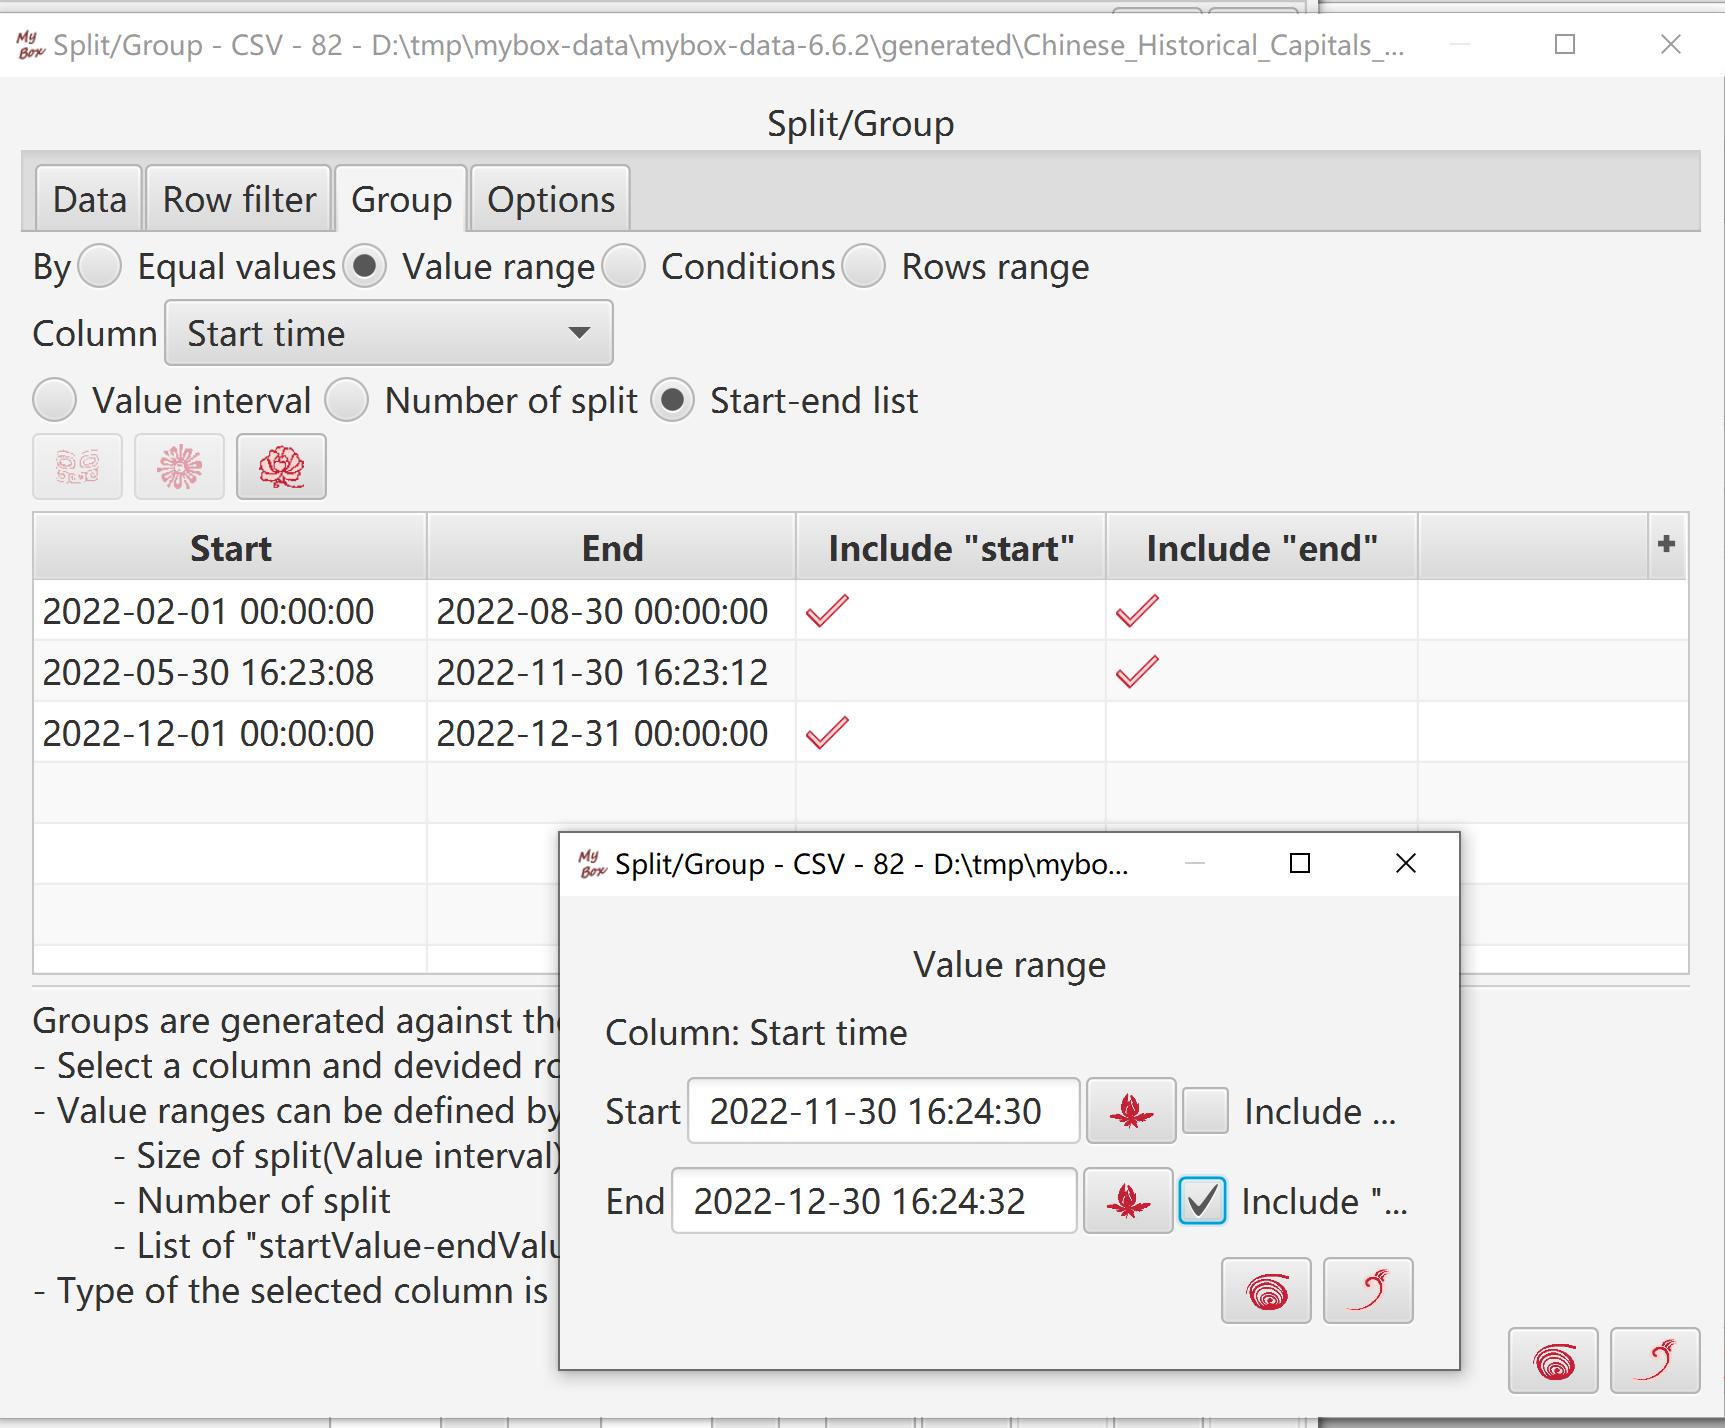 My Box Split/Group - CSV - 82 - D:\tmp\mybox-data\mybox-data-6.6.2\generated\Chinese_Historical_Capitals_...
Split/Group
Data Row filter Group Options
By Equal values Value range Conditions Rows range
Column Start time
Value interval Number of split Start-end list
Start End Include "start" Include "end" +
2022-02-01 00:00:00 2022-08-30 00:00:00
2022-05-30 16:23:08 2022-11-30 16:23:12
2022-12-01 00:00:00 2022-12-31 00:00:00
Groups are generated against the
- Select a column and devided ro
- Value ranges can be defined by
- Size of split(Value interval)
- Number of split
- List of "startValue-endValu
- Type of the selected column is
My Box Split/Group - CSV - 82 - D:\tmp\mybo...
Value range
Column: Start time
Start 2022-11-30 16:24:30 Include ...
End 2022-12-30 16:24:32 Include "...